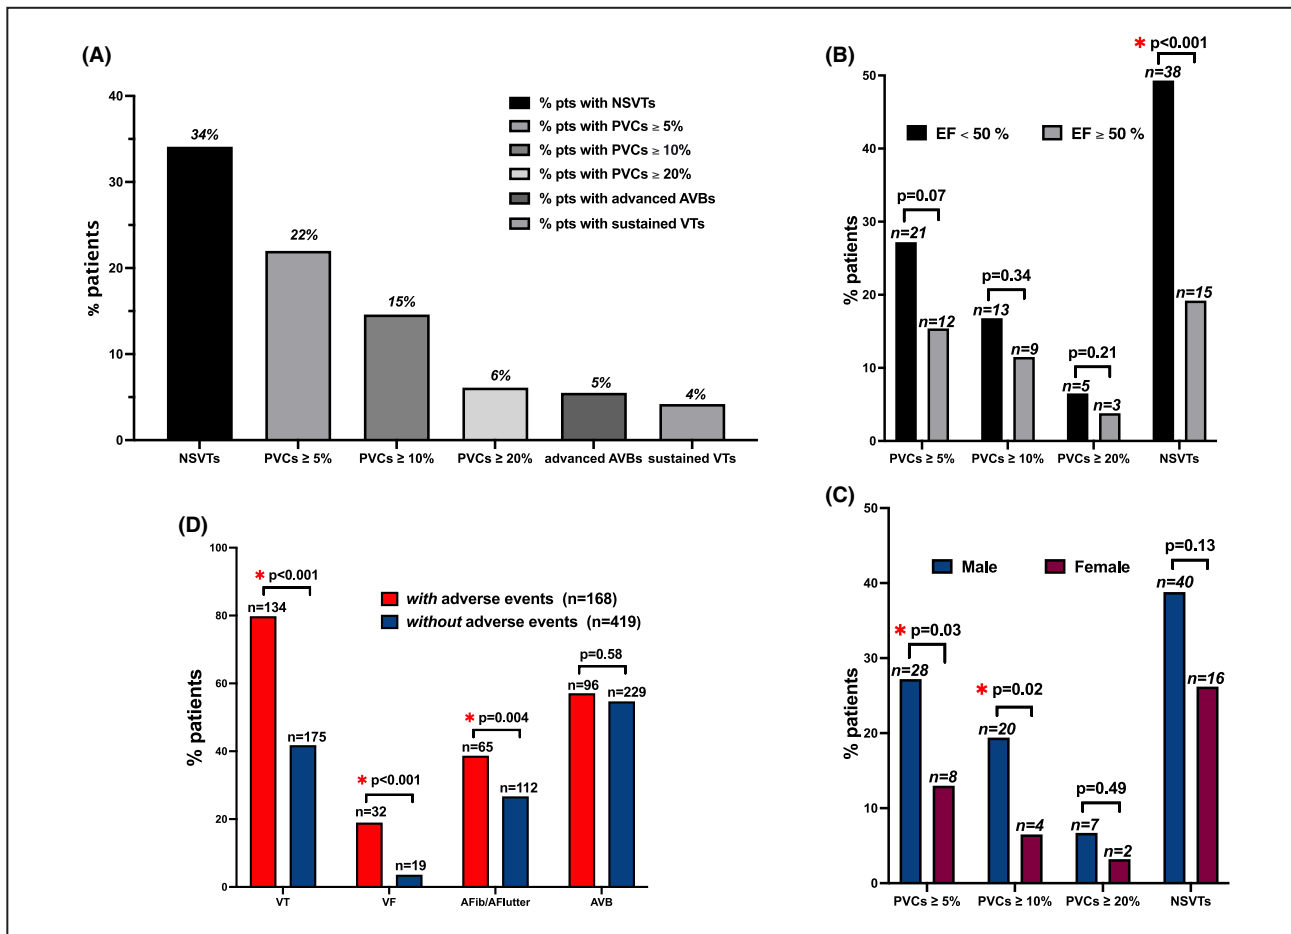 (A)
40
30
20
10
0
% patients
34%
22%
15%
6%
5%
4%
NSVTs
PVCs ≥ 5%
PVCs ≥ 10%
PVCs ≥ 20%
advanced AVBs
sustained VTs
% pts with NSVTs
% pts with PVCs ≥ 5%
% pts with PVCs ≥ 10%
% pts with PVCs ≥ 20%
% pts with advanced AVBs
% pts with sustained VTs
(B)
50
40
30
20
10
0
% patients
EF < 50 %
EF ≥ 50 %
p=0.07
n=21
n=12
p=0.34
n=13
n=9
p=0.21
n=5
n=3
* p<0.001
n=38
n=15
PVCs ≥ 5%
PVCs ≥ 10%
PVCs ≥ 20%
NSVTs
(D)
100
80
60
40
20
0
% patients
with adverse events (n=168)
without adverse events (n=419)
* p<0.001
n=134
n=175
* p<0.001
n=32
n=19
* p=0.004
n=65
n=112
p=0.58
n=96
n=229
VT
VF
AFib/AFlutter
AVB
(C)
50
40
30
20
10
0
% patients
Male
Female
* p=0.03
n=28
n=8
* p=0.02
n=20
n=4
p=0.49
n=7
n=2
p=0.13
n=40
n=16
PVCs ≥ 5%
PVCs ≥ 10%
PVCs ≥ 20%
NSVTs